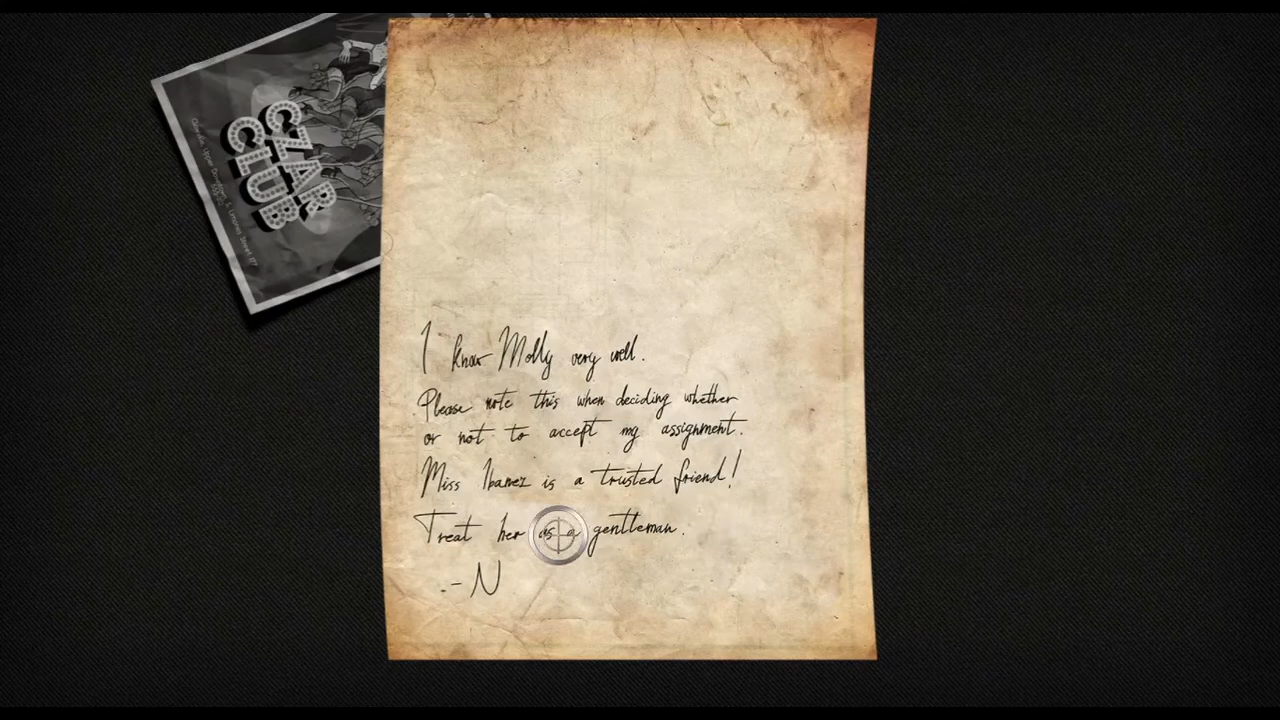 CZAR
CLUB
I know Molly very well.
Please note this when deciding whether
or not to accept my assignment.
Miss Ibanez is a trusted friend!
Treat her as a gentleman.
.-N